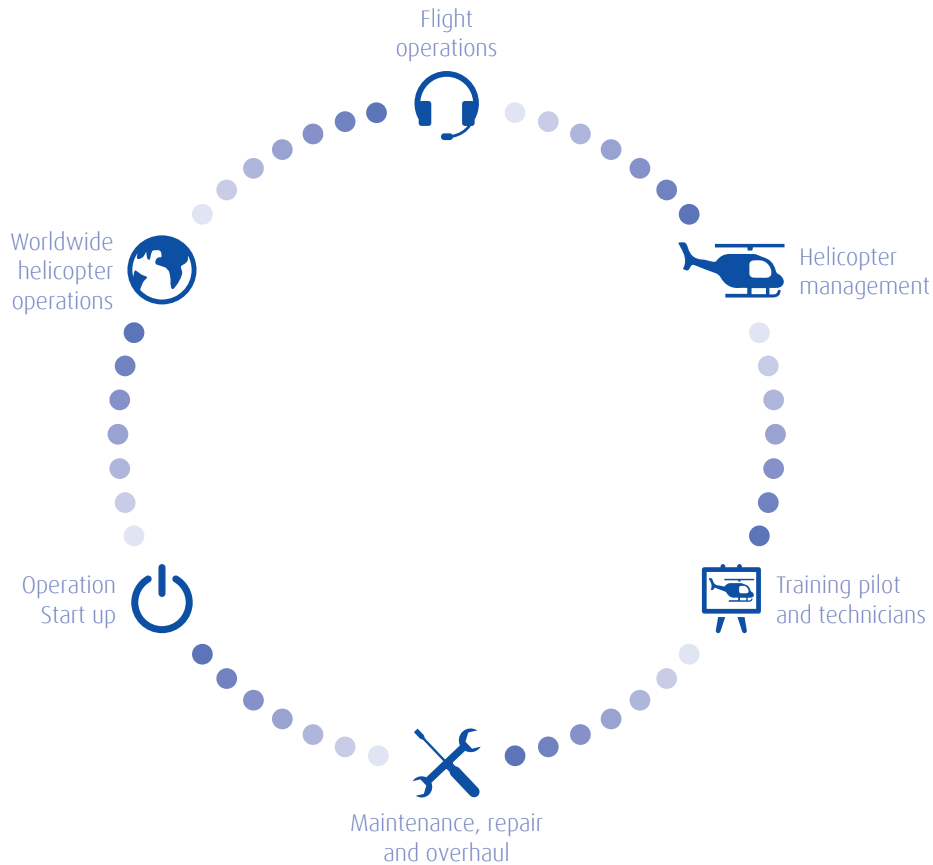 Flight
operations
Helicopter
management
Training pilot
and technicians
Maintenance, repair
and overhaul
Operation
Start up
Worldwide
helicopter
operations